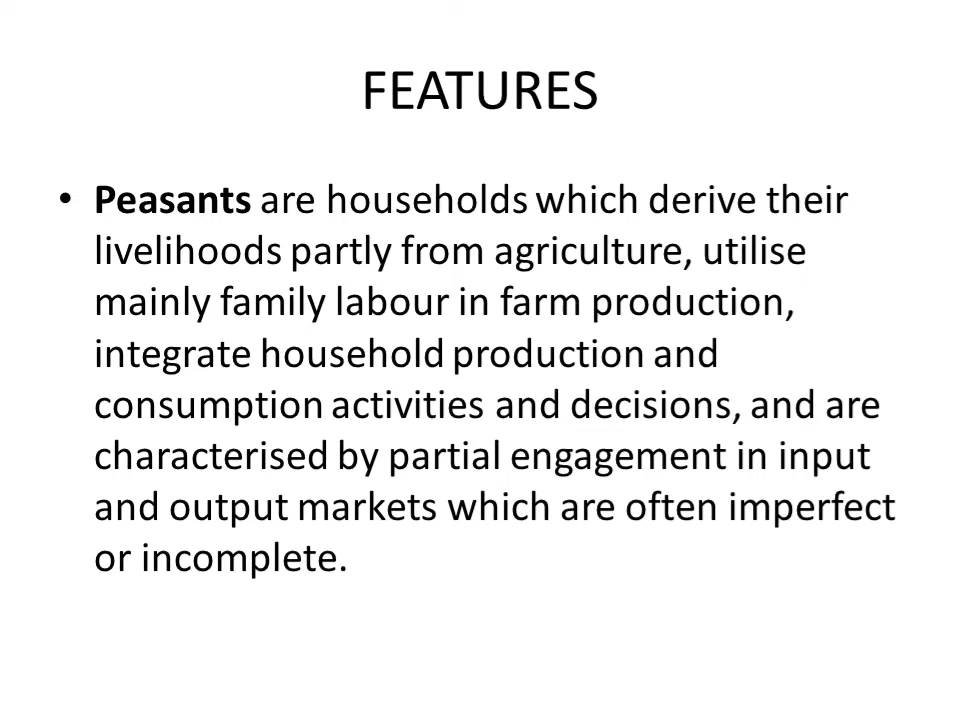 FEATURES
• Peasants are households which derive their
livelihoods partly from agriculture, utilise
mainly family labour in farm production,
integrate household production and
consumption activities and decisions, and are
characterised by partial engagement in input
and output markets which are often imperfect
or incomplete.